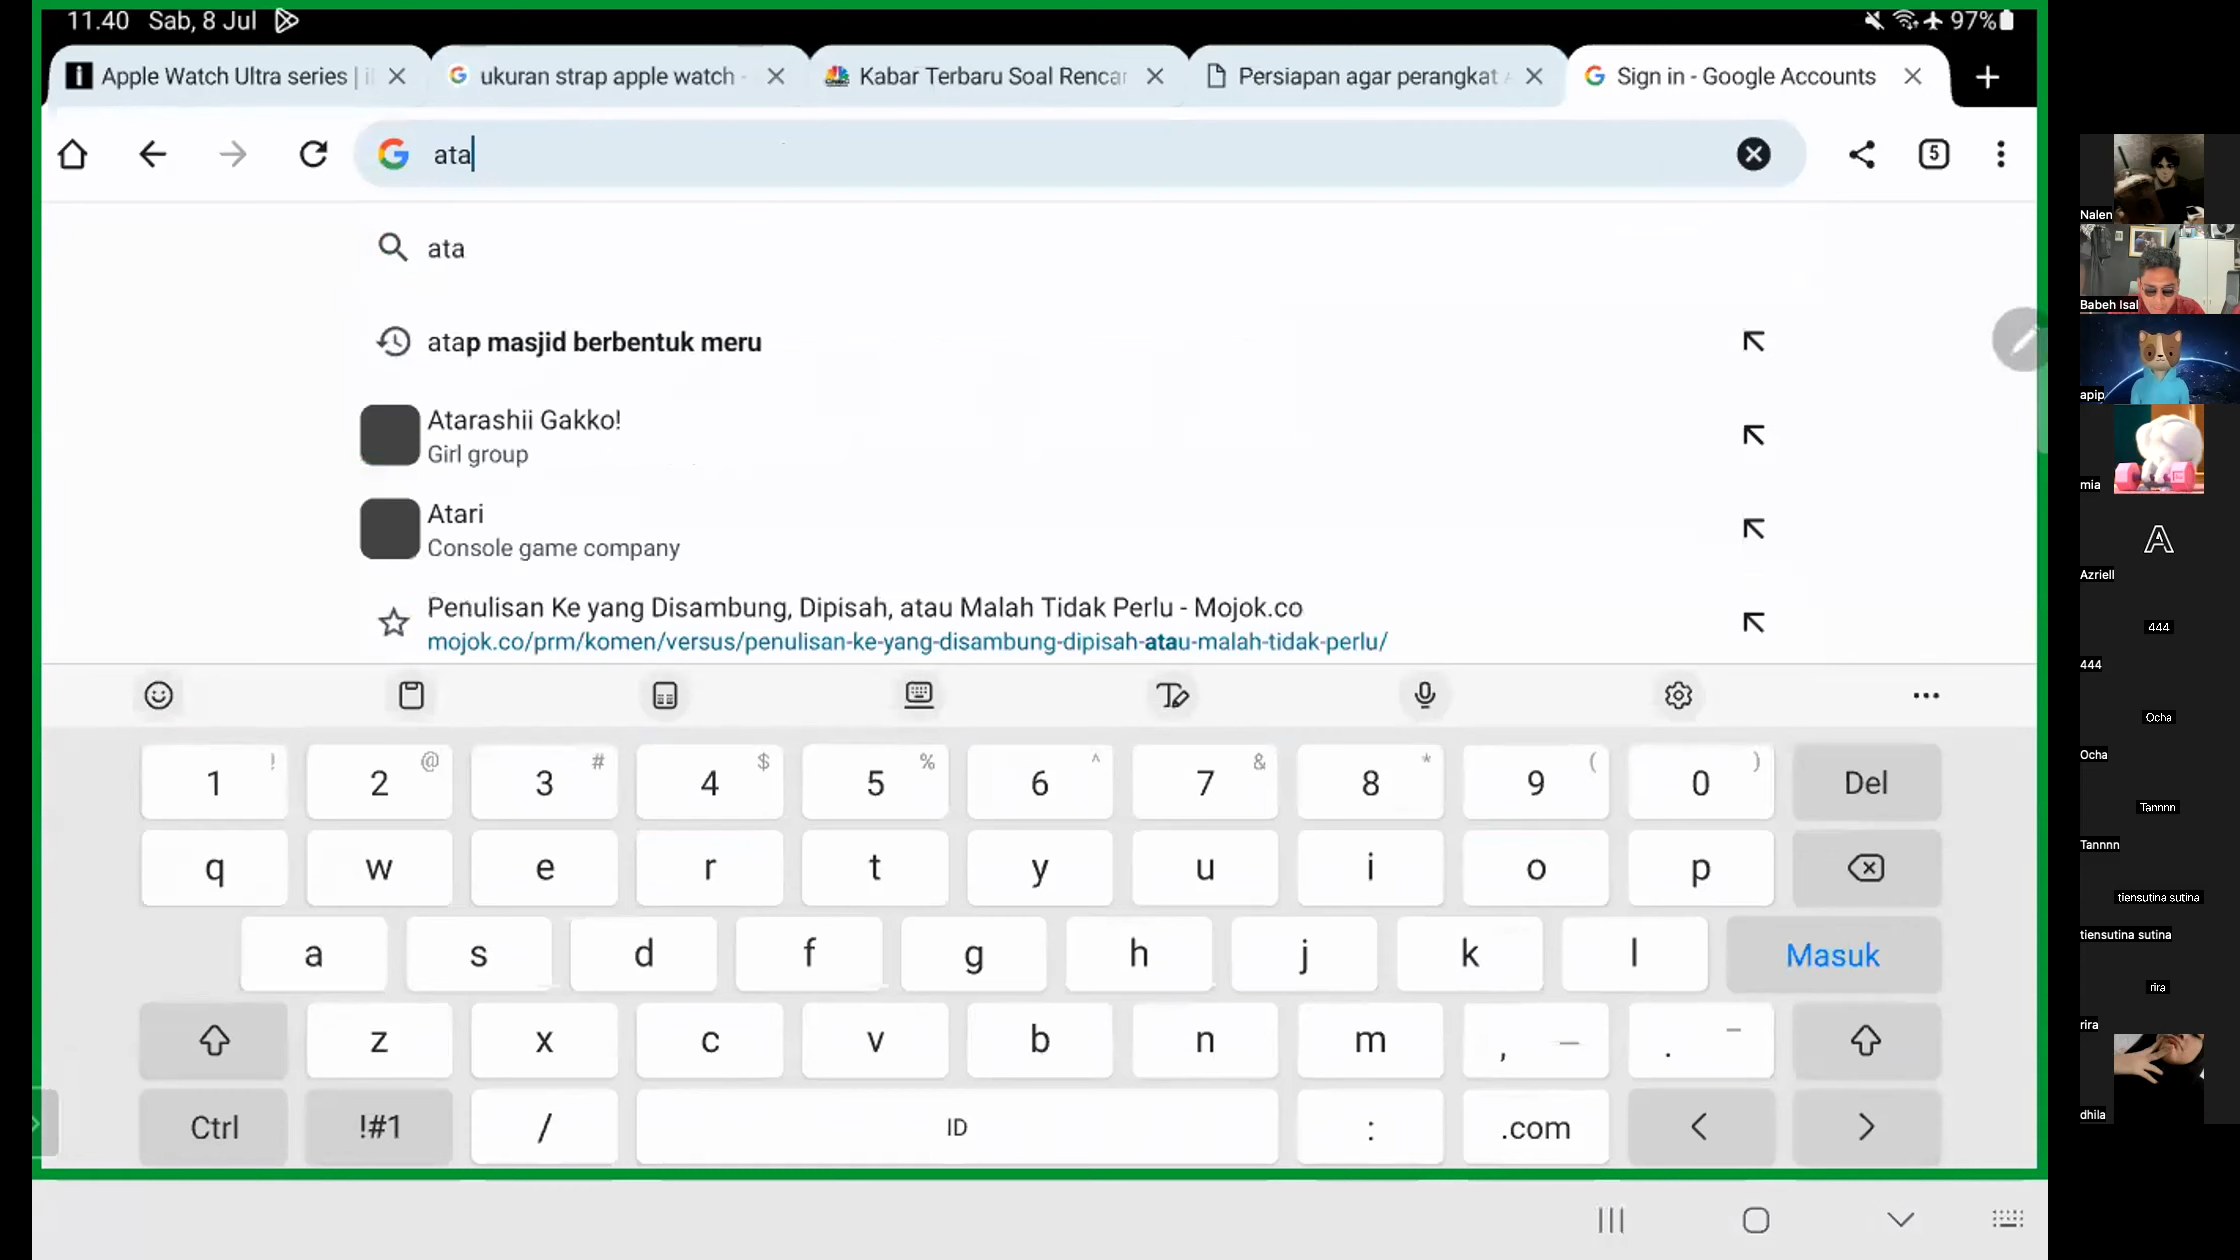 11.40 Sab, 8 Jul
97%
Apple Watch Ultra series |
ukuran strap apple watch -
Kabar Terbaru Soal Rencar
Persiapan agar perangkat
Sign in - Google Accounts
ata
5
ata
atap masjid berbentuk meru
Atarashii Gakko!
Girl group
Atari
Console game company
Penulisan Ke yang Disambung, Dipisah, atau Malah Tidak Perlu - Mojok.co
mojok.co/prm/komen/versus/penulisan-ke-yang-disambung-dipisah-atau-malah-tidak-perlu/
1 ! 2 @ 3 # 4 $ 5 % 6 ^ 7 & 8 * 9 ( 0 ) Del
q w e r t y u i o p
a s d f g h j k l Masuk
z x c v b n m , .
Ctrl !#1 / ID : .com < >
Nalen
Babeh Isal
apip
mia
A
Azriell
444
444
Ocha
Ocha
Tannnn
Tannnn
tiensutina sutina
tiensutina sutina
rira
rira
dhila